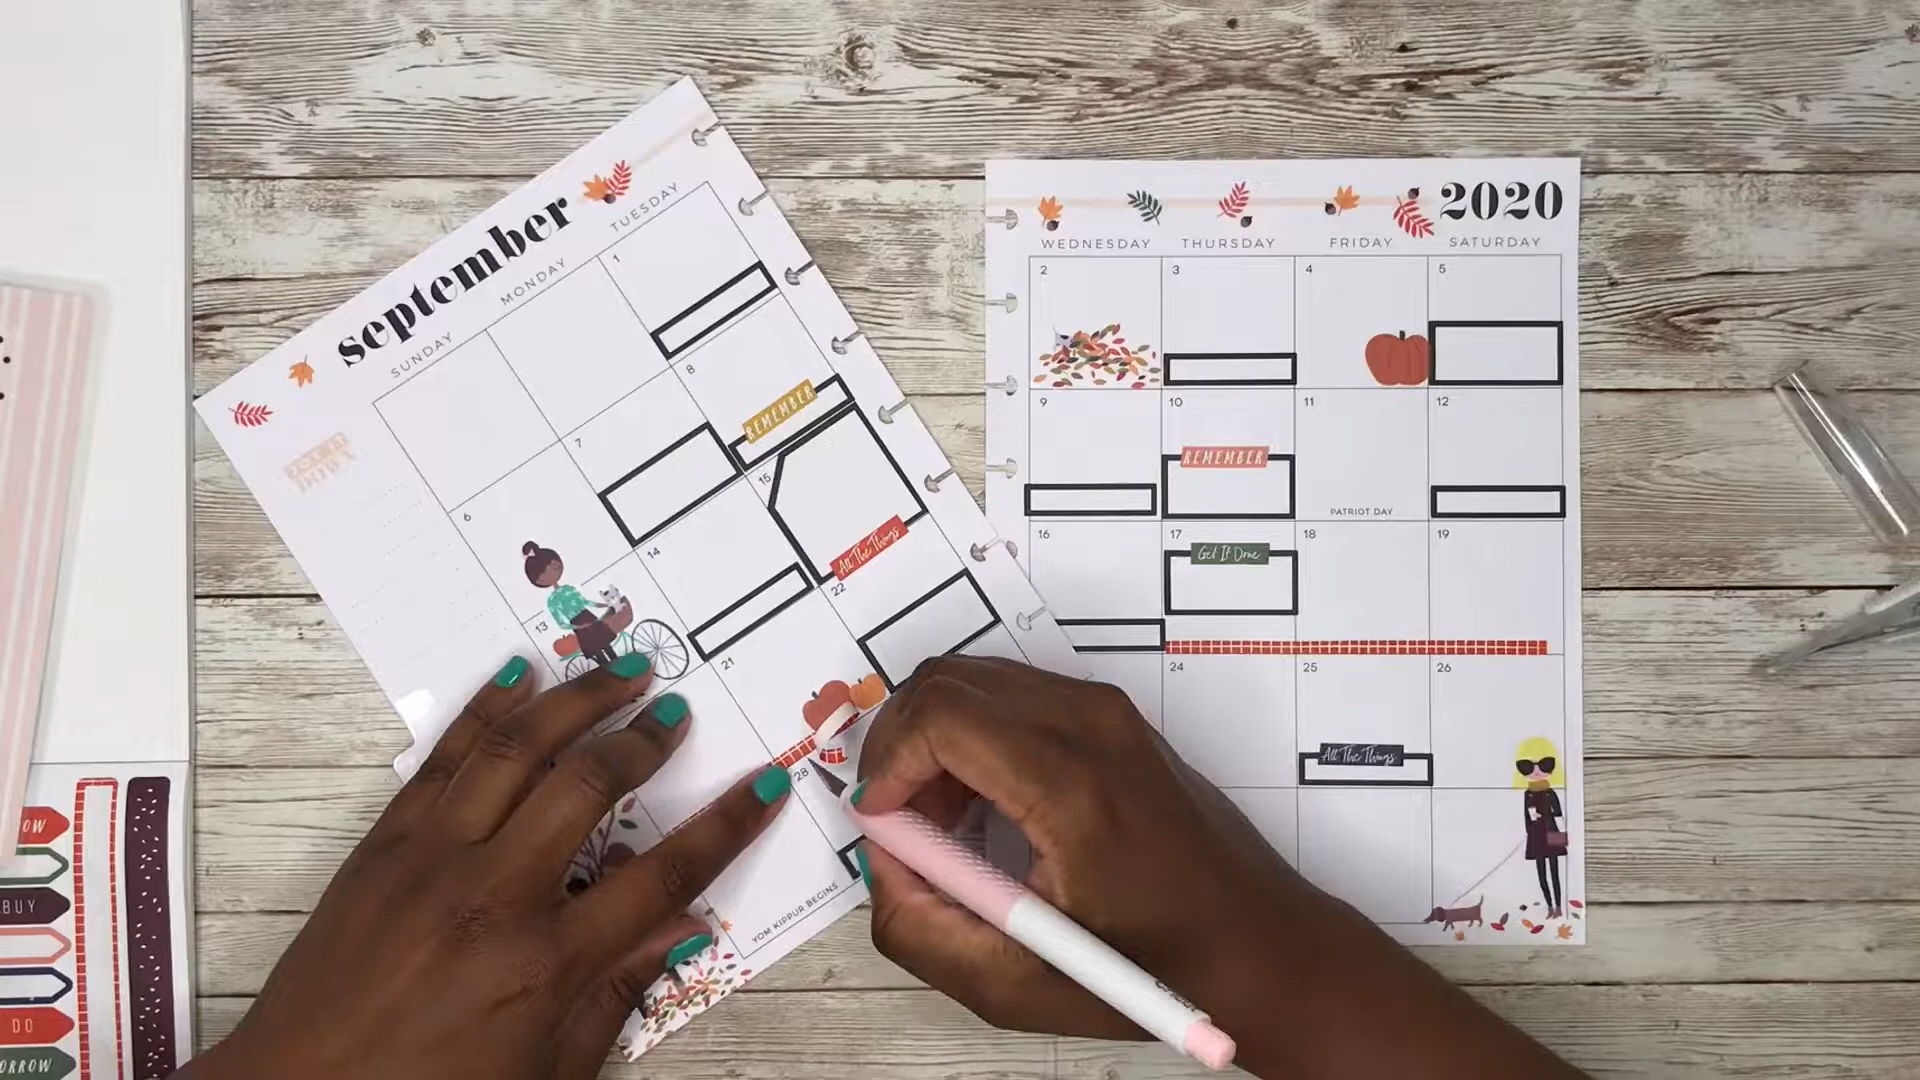 september
SUNDAY MONDAY TUESDAY
1
6 7 8
REMEMBER
13 14 15
All The Things
21 22
28
YOM KIPPUR BEGINS
2020
WEDNESDAY THURSDAY FRIDAY SATURDAY
2 3 4 5
9 10 11 12
REMEMBER
PATRIOT DAY
16 17 18 19
Get It Done
24 25 26
All The Things
OW
BUY
DO
ORROW